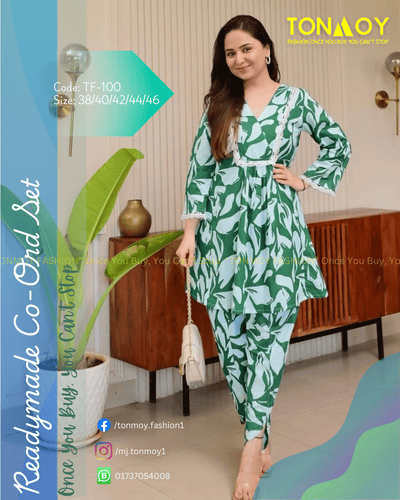 TONMOY
FASHION ONCE YOU BUY, YOU CAN'T STOP
Code: TF-100
Size: 38/40/42/44/46
Readymade Co-Ord Set
Once You Buy, You Can't Stop
TONMOY FASHION Once You Buy, You Can't Stop
Once You Buy, You
/tonmoy.fashion1
/mj.tonmoy1
01737054008